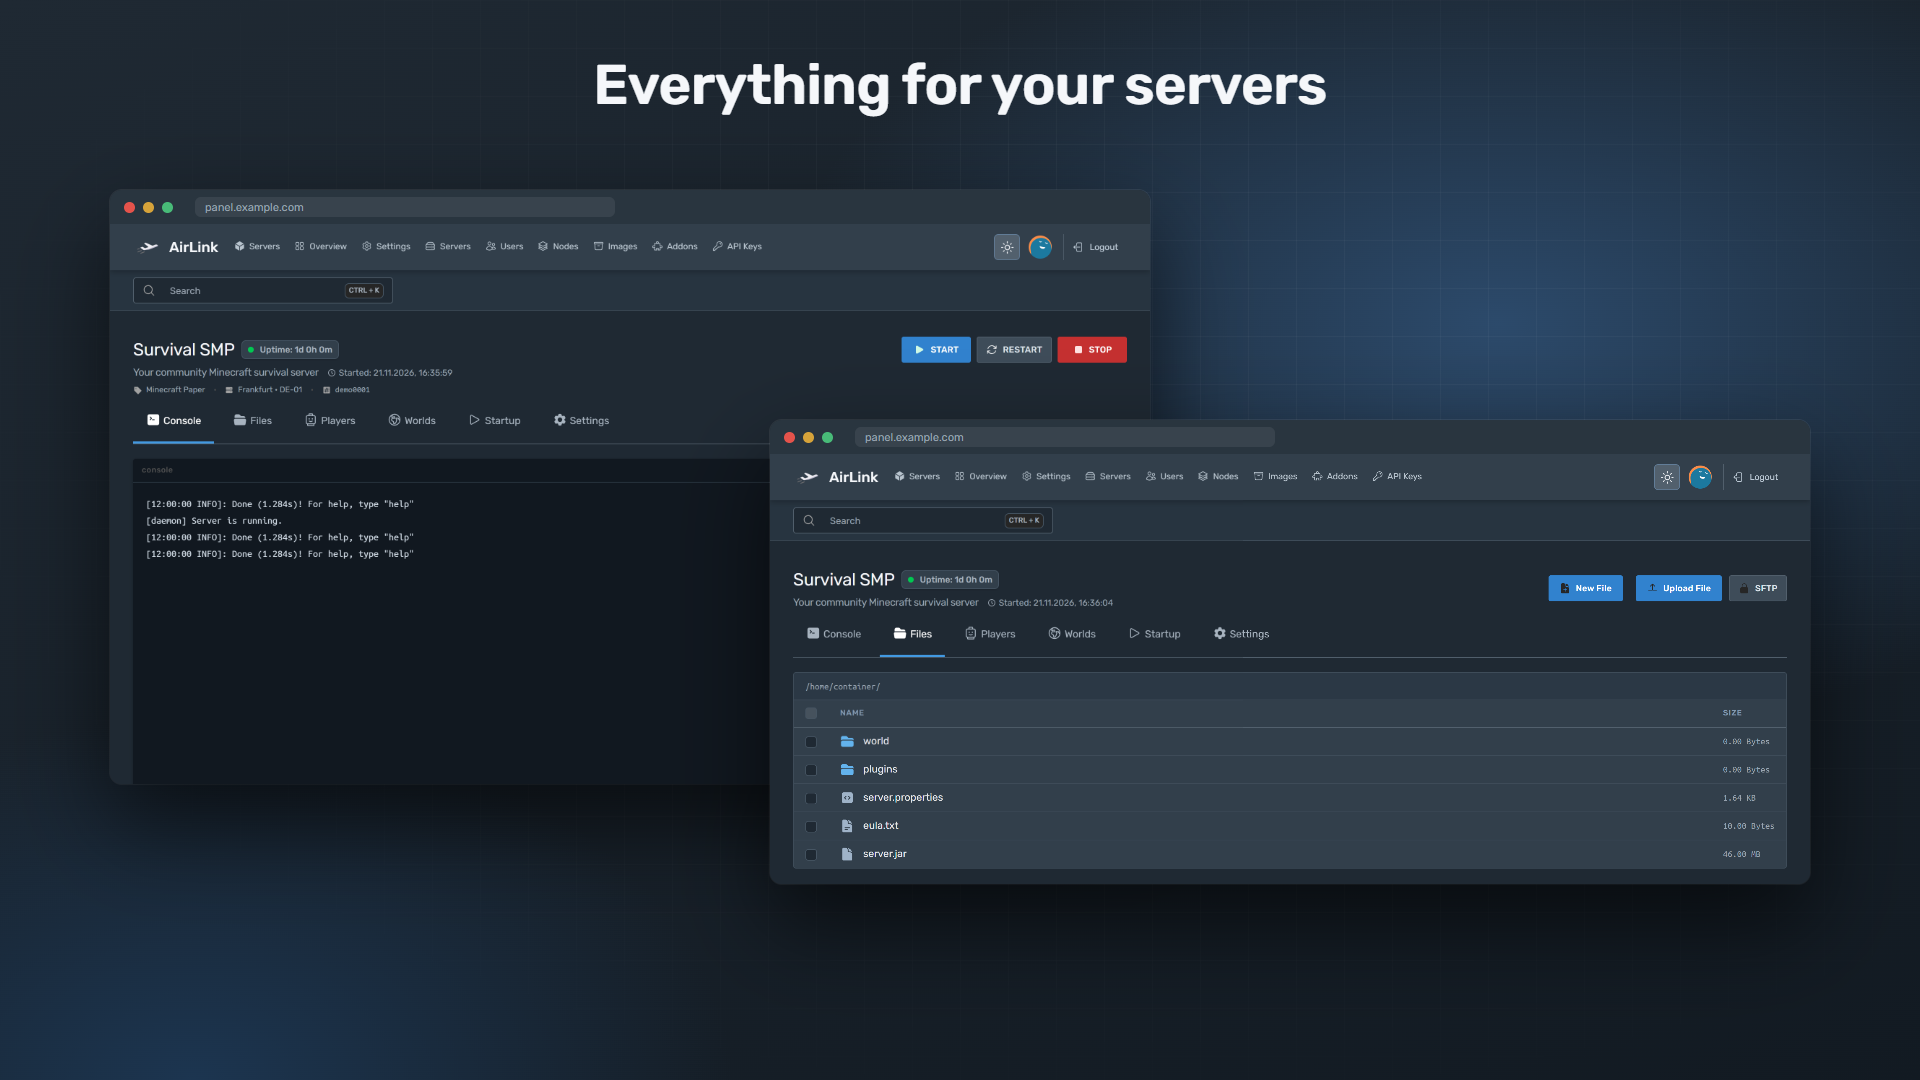 Everything for your servers
panel.example.com
AirLink Servers Overview Settings Servers Users Nodes Images Addons API Keys Logout
Search CTRL + K
Survival SMP Uptime: 1d 0h 0m START RESTART STOP
Your community Minecraft survival server Started: 21.11.2026, 16:35:59
Minecraft Paper · Frankfurt • DE-01 · demo0001
Console Files Players Worlds Startup Settings
console
[12:00:00 INFO]: Done (1.284s)! For help, type "help"
[daemon] Server is running.
[12:00:00 INFO]: Done (1.284s)! For help, type "help"
[12:00:00 INFO]: Done (1.284s)! For help, type "help"
panel.example.com
AirLink Servers Overview Settings Servers Users Nodes Images Addons API Keys Logout
Search CTRL + K
Survival SMP Uptime: 1d 0h 0m New File Upload File SFTP
Your community Minecraft survival server Started: 21.11.2026, 16:36:04
Console Files Players Worlds Startup Settings
/home/container/
NAME SIZE
world 0.00 Bytes
plugins 0.00 Bytes
server.properties 1.64 KB
eula.txt 10.00 Bytes
server.jar 46.00 MB